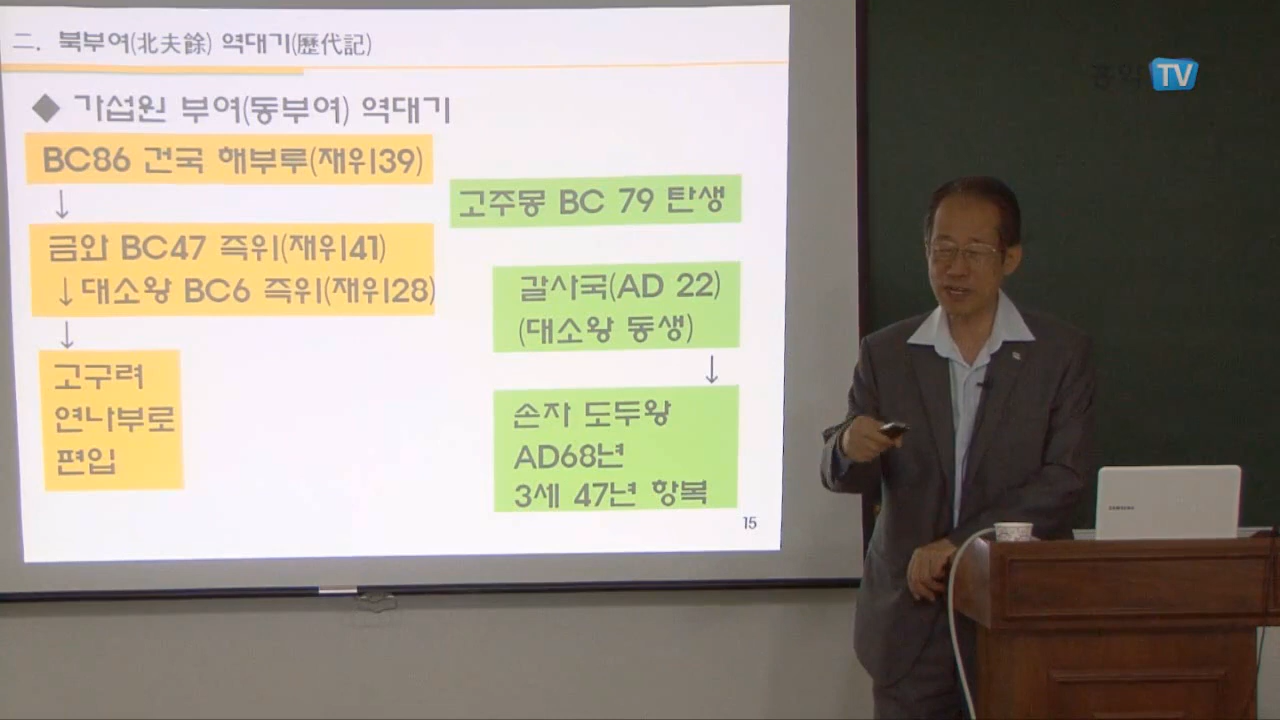 二. 북부여(北夫餘) 역대기(歷代記)
◆ 가섭원 부여(동부여) 역대기
BC86 건국 해부루(재위39)
↓
고주몽 BC 79 탄생
금와 BC47 즉위(재위41)
↓대소왕 BC6 즉위(재위28)
↓
갈사국(AD 22)
(대소왕 동생)
↓
고구려
연나부로
편입
손자 도두왕
AD68년
3세 47년 항복
15
TV
SAMSUNG